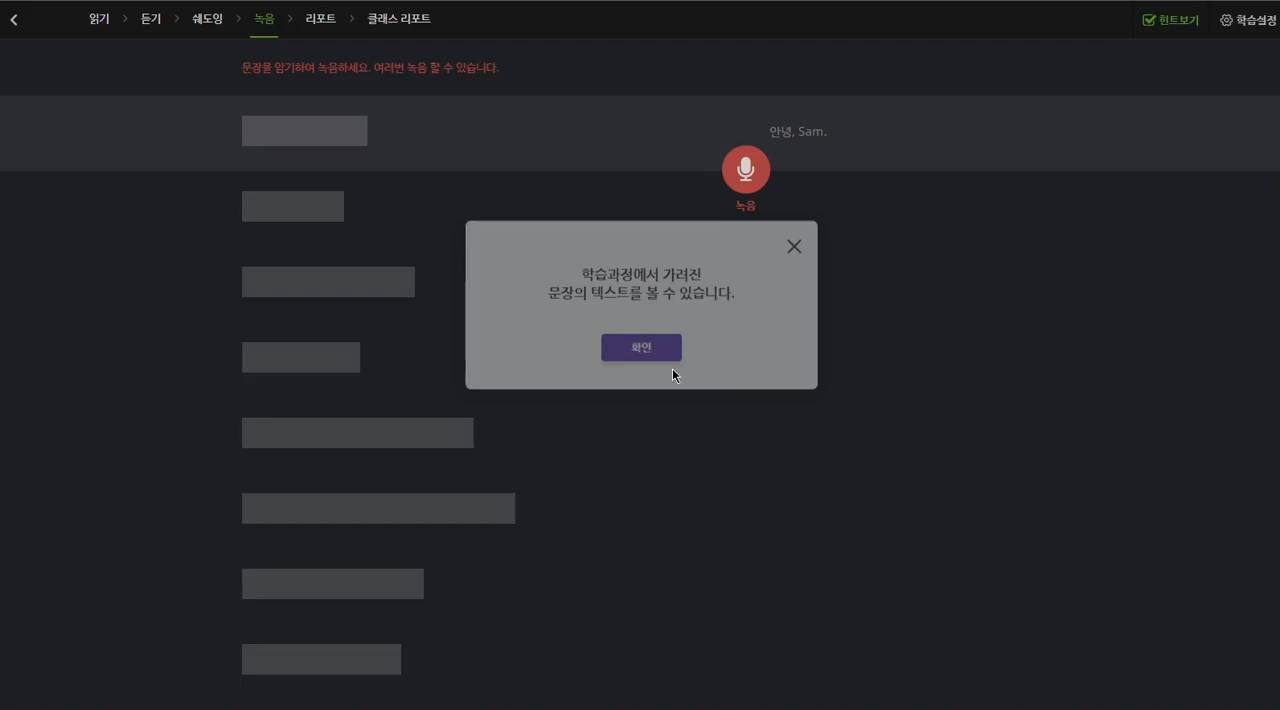 읽기 듣기 쉐도잉 녹음 리포트 클래스 리포트 힌트보기 학습설정
문장을 암기하여 녹음하세요. 여러번 녹음 할 수 있습니다.
안녕, Sam.
녹음
학습과정에서 가려진
문장의 텍스트를 볼 수 있습니다.
확인